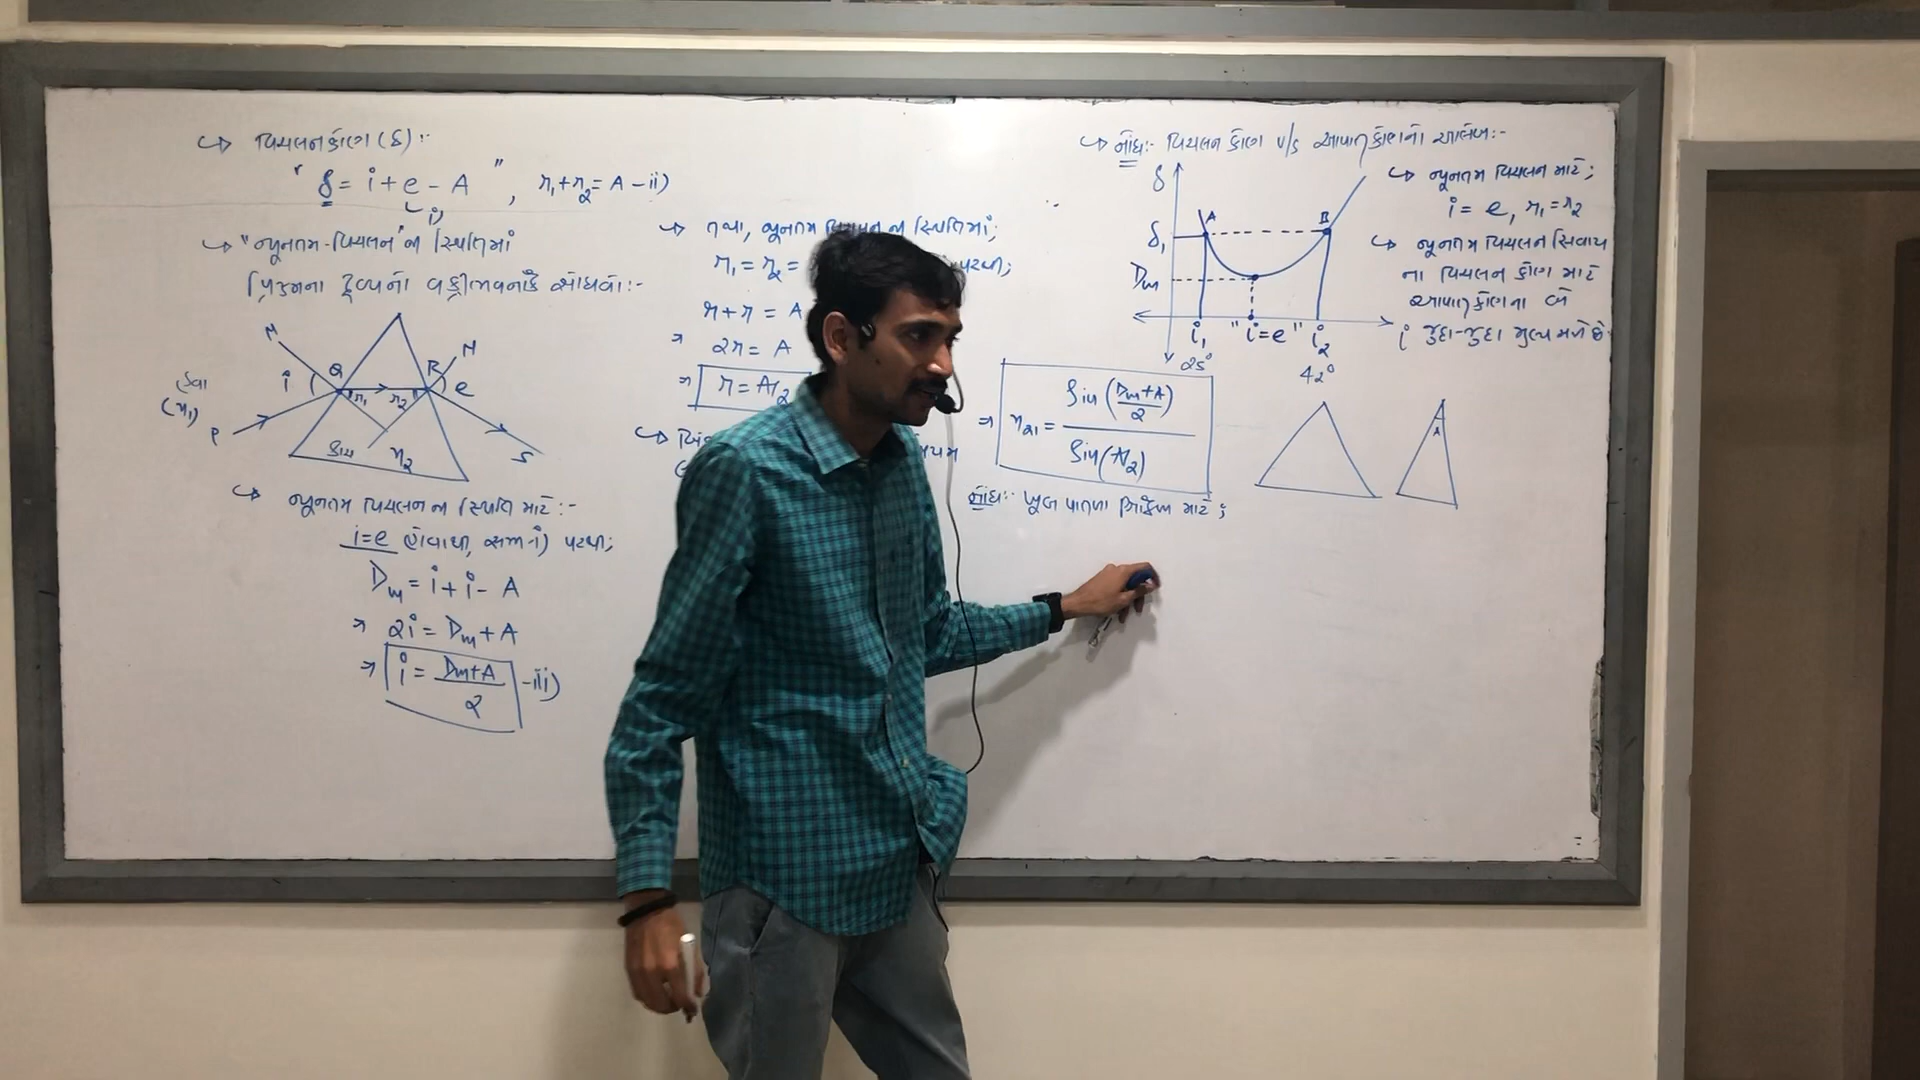 ↪ વિચલનકોણ (δ):-
" δ = i + e - A ", r₁+r₂ = A -ii)
i)
↪ "ન્યૂનતમ-વિચલન"ની સ્થિતિમાં
પ્રિઝમના દ્રવ્યનો વક્રીભવનાંક શોધવો:-
N
N
Q
R
i
e
r₁
r₂
હવા
(n₁)
P
S
કાચ
n₂
↪ ન્યૂનતમ વિચલનની સ્થિતિ માટે:-
i=e હોવાથી, સમી-i) પરથી;
Dm = i + i - A
⇒ 2i = Dm + A
⇒ i = Dm+A / 2 -iii)
↪ તથા, ન્યૂનતમ સ્થિતિમાં;
r₁ = r₂ = પરથી;
r + r = A
⇒ 2r = A
⇒ r = A/2
⇒ n₂₁ = Sin(Dm+A / 2) / Sin(A/2)
નોંધ:- ખૂબ પાતળા પ્રિઝમ માટે;
↪ નોંધ:- વિચલન કોણ v/s આપાતકોણનો આલેખ:-
δ
δ₁
Dm
A
B
i₁ "i=e" i₂ i
25° 42°
↪ ન્યૂનતમ વિચલન માટે;
i = e, r₁ = r₂
↪ ન્યૂનતમ વિચલન સિવાય
ના વિચલન કોણ માટે
આપાતકોણના બે
જુદા-જુદા મુલ્ય મળે છે.
A